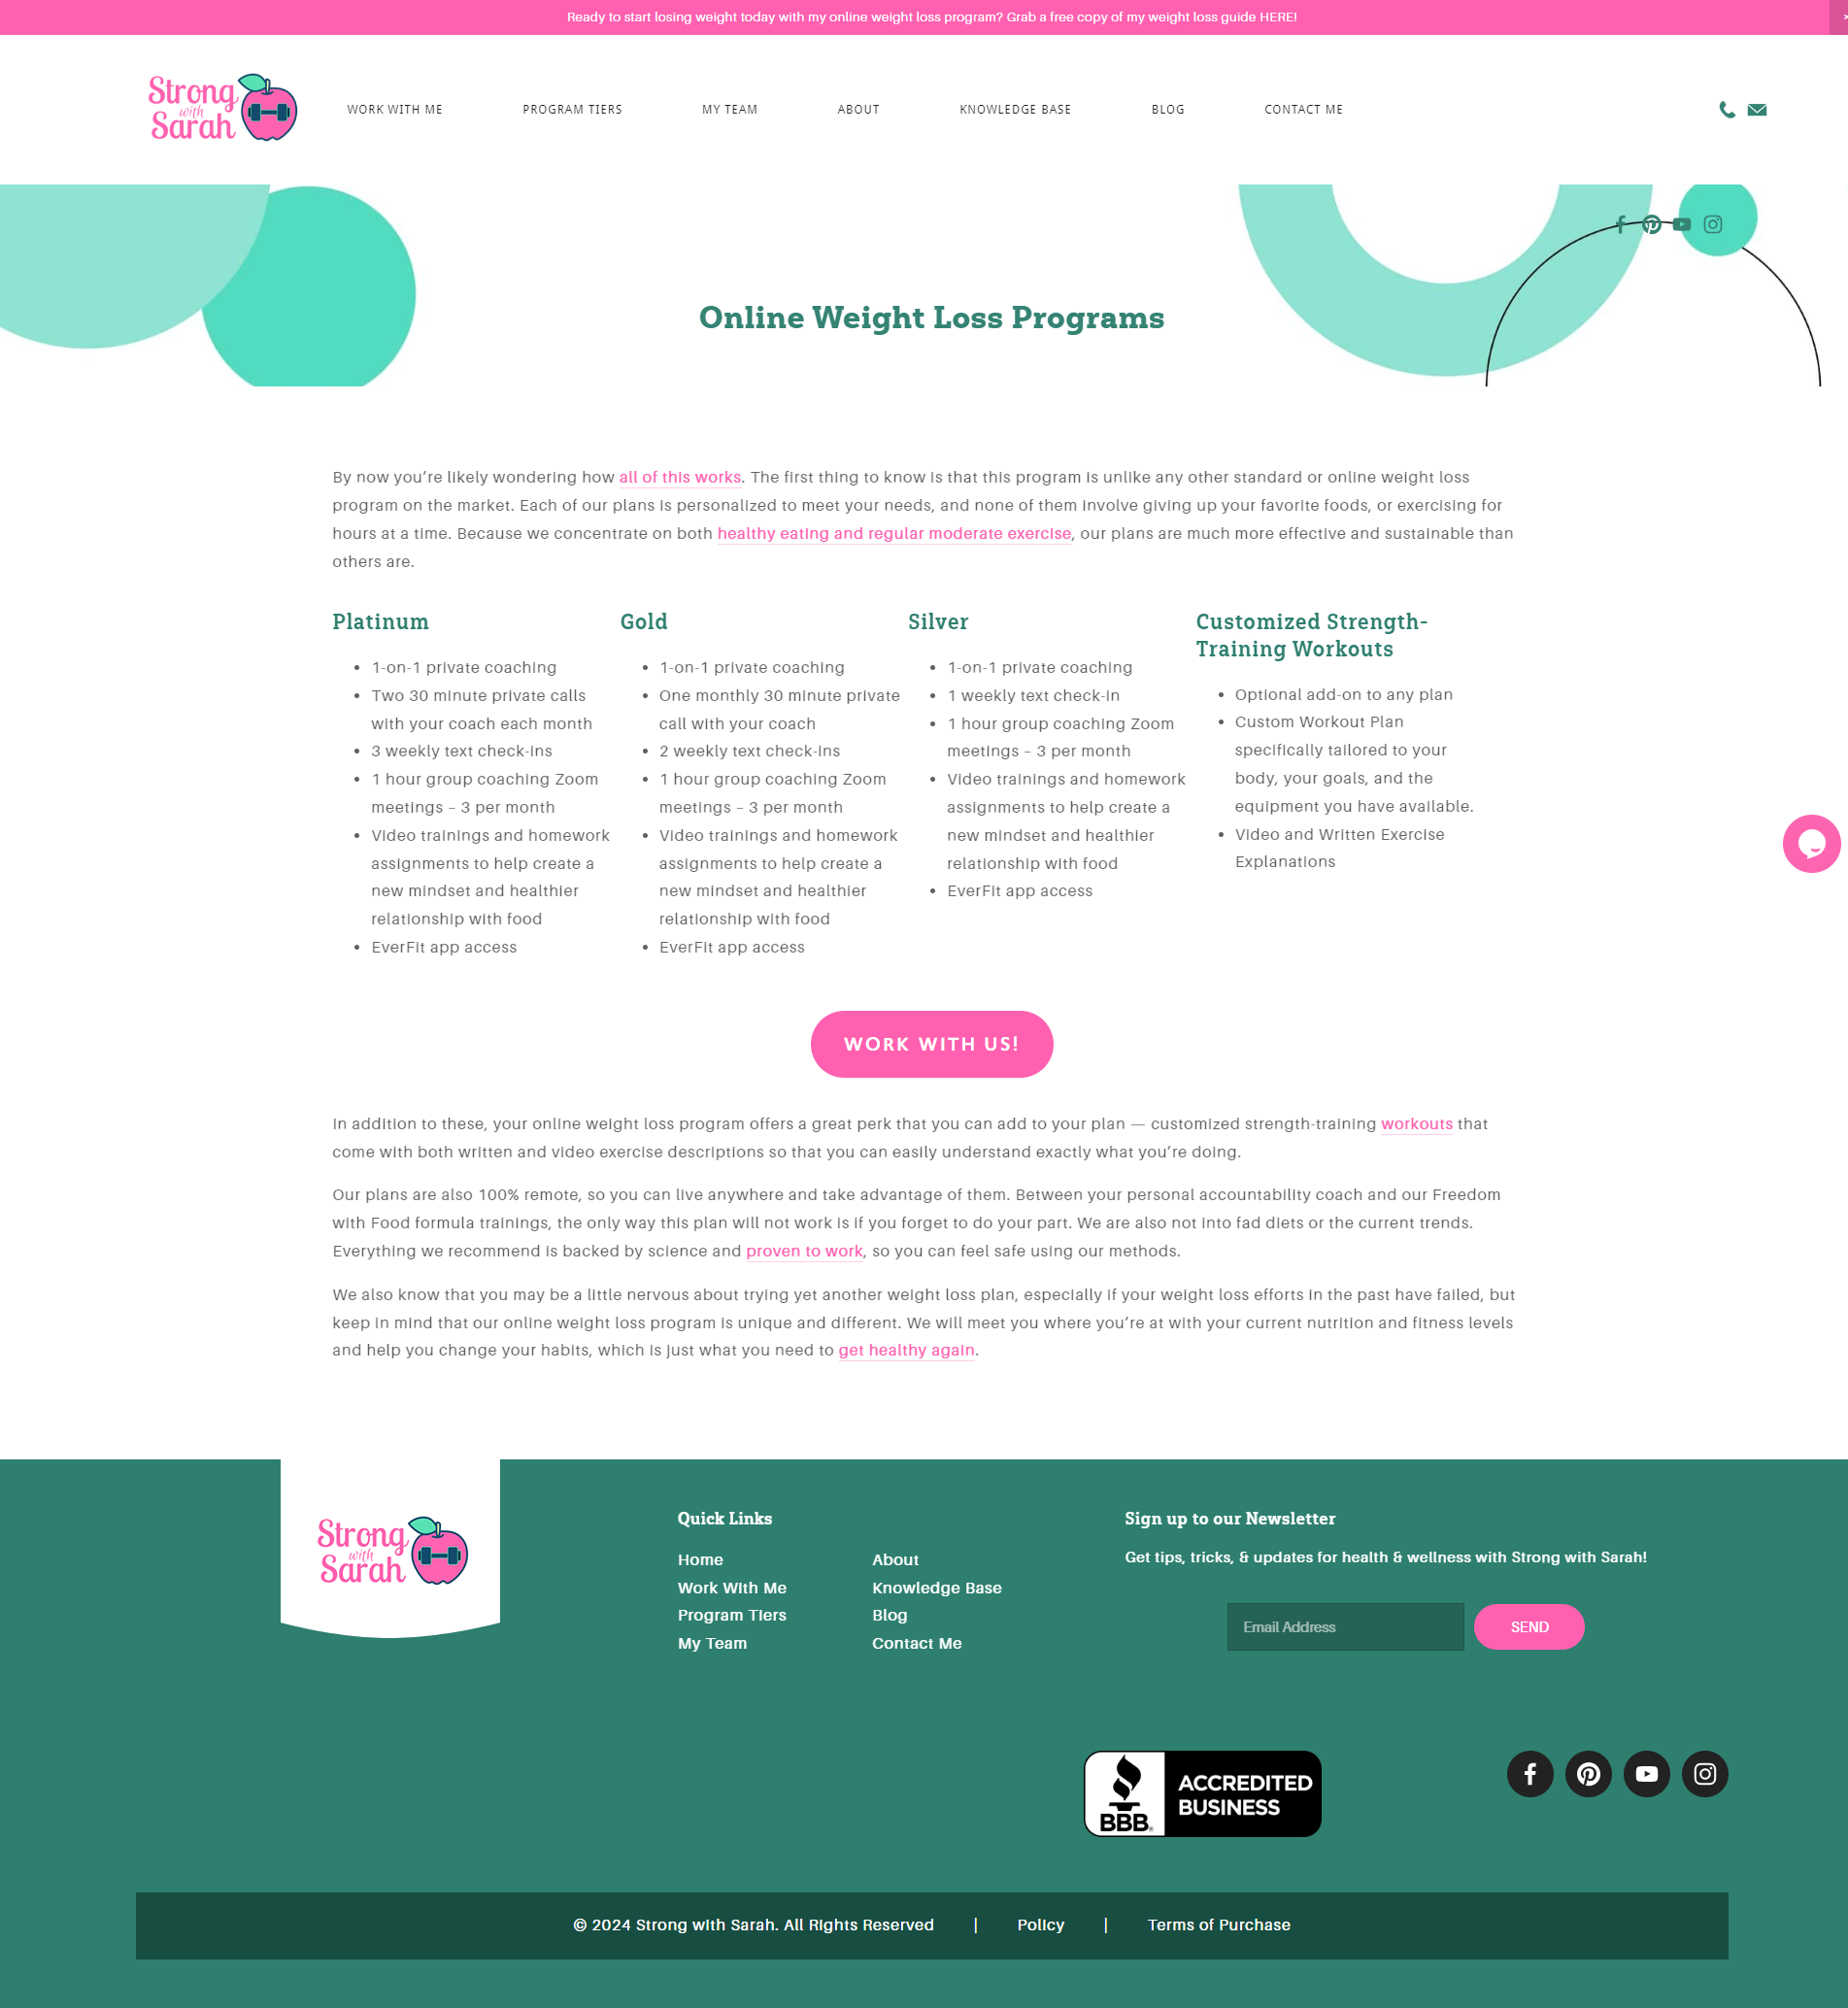 Ready to start losing weight today with my online weight loss program? Grab a free copy of my weight loss guide HERE!
Strong
with
Sarah
WORK WITH ME
PROGRAM TIERS
MY TEAM
ABOUT
KNOWLEDGE BASE
BLOG
CONTACT ME
Online Weight Loss Programs
By now you’re likely wondering how all of this works. The first thing to know is that this program is unlike any other standard or online weight loss
program on the market. Each of our plans is personalized to meet your needs, and none of them involve giving up your favorite foods, or exercising for
hours at a time. Because we concentrate on both healthy eating and regular moderate exercise, our plans are much more effective and sustainable than
others are.
Platinum
• 1-on-1 private coaching
• Two 30 minute private calls
with your coach each month
• 3 weekly text check-ins
• 1 hour group coaching Zoom
meetings – 3 per month
• Video trainings and homework
assignments to help create a
new mindset and healthier
relationship with food
• EverFit app access
Gold
• 1-on-1 private coaching
• One monthly 30 minute private
call with your coach
• 2 weekly text check-ins
• 1 hour group coaching Zoom
meetings – 3 per month
• Video trainings and homework
assignments to help create a
new mindset and healthier
relationship with food
• EverFit app access
Silver
• 1-on-1 private coaching
• 1 weekly text check-in
• 1 hour group coaching Zoom
meetings – 3 per month
• Video trainings and homework
assignments to help create a
new mindset and healthier
relationship with food
• EverFit app access
Customized Strength-
Training Workouts
• Optional add-on to any plan
• Custom Workout Plan
specifically tailored to your
body, your goals, and the
equipment you have available.
• Video and Written Exercise
Explanations
WORK WITH US!
In addition to these, your online weight loss program offers a great perk that you can add to your plan — customized strength-training workouts that
come with both written and video exercise descriptions so that you can easily understand exactly what you’re doing.
Our plans are also 100% remote, so you can live anywhere and take advantage of them. Between your personal accountability coach and our Freedom
with Food formula trainings, the only way this plan will not work is if you forget to do your part. We are also not into fad diets or the current trends.
Everything we recommend is backed by science and proven to work, so you can feel safe using our methods.
We also know that you may be a little nervous about trying yet another weight loss plan, especially if your weight loss efforts in the past have failed, but
keep in mind that our online weight loss program is unique and different. We will meet you where you’re at with your current nutrition and fitness levels
and help you change your habits, which is just what you need to get healthy again.
Strong
with
Sarah
Quick Links
Home
Work With Me
Program Tiers
My Team
About
Knowledge Base
Blog
Contact Me
Sign up to our Newsletter
Get tips, tricks, & updates for health & wellness with Strong with Sarah!
Email Address
SEND
BBB®
ACCREDITED
BUSINESS
© 2024 Strong with Sarah. All Rights Reserved | Policy | Terms of Purchase